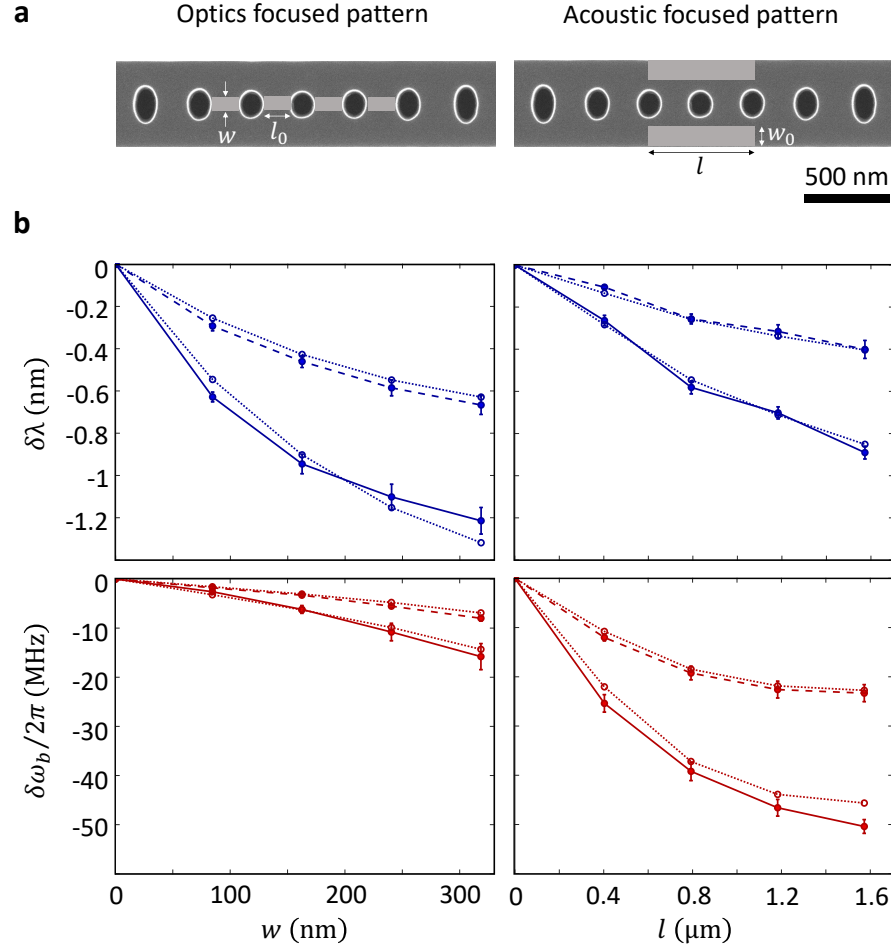 a
Optics focused pattern
Acoustic focused pattern
w
l₀
w₀
l
500 nm
b
0
-0.2
-0.4
-0.6
-0.8
-1
-1.2
δλ (nm)
0
-10
-20
-30
-40
-50
δω_b/2π (MHz)
0
100
200
300
w (nm)
0
0.4
0.8
1.2
1.6
l (μm)